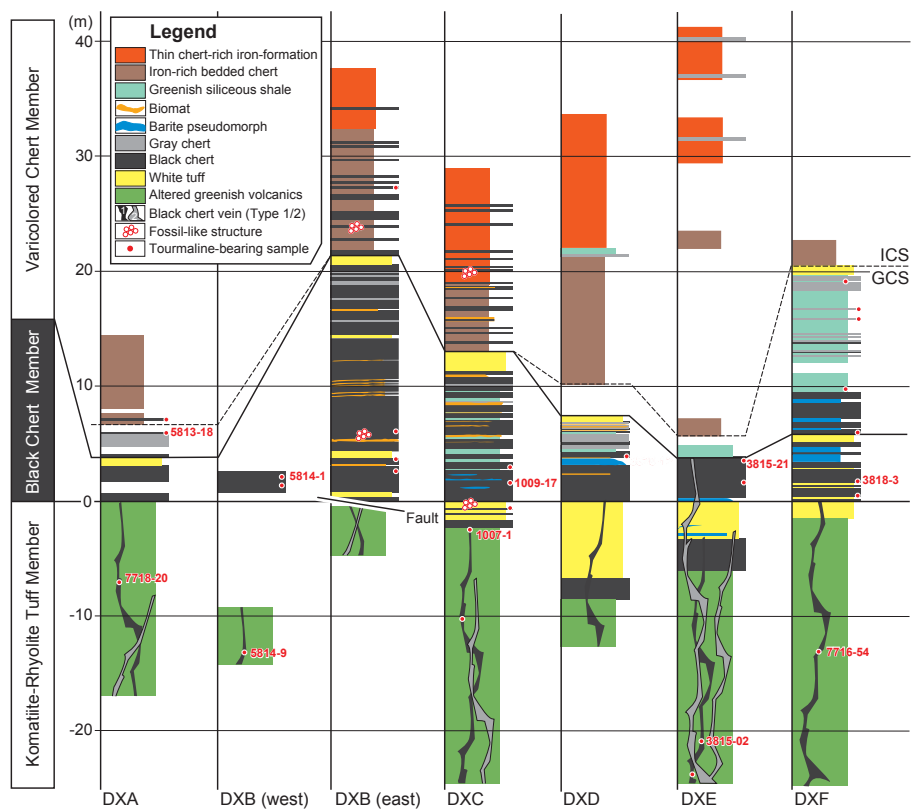 (m)
40
30
20
10
0
-10
-20
Varicolored Chert Member
Black Chert Member
Komatiite-Rhyolite Tuff Member
Legend
Thin chert-rich iron-formation
Iron-rich bedded chert
Greenish siliceous shale
Biomat
Barite pseudomorph
Gray chert
Black chert
White tuff
Altered greenish volcanics
Black chert vein (Type 1/2)
Fossil-like structure
Tourmaline-bearing sample
ICS
GCS
5813-18
5814-1
3815-21
1009-17
3818-3
Fault
1007-1
7718-20
5814-9
7716-54
3815-02
DXA
DXB (west)
DXB (east)
DXC
DXD
DXE
DXF